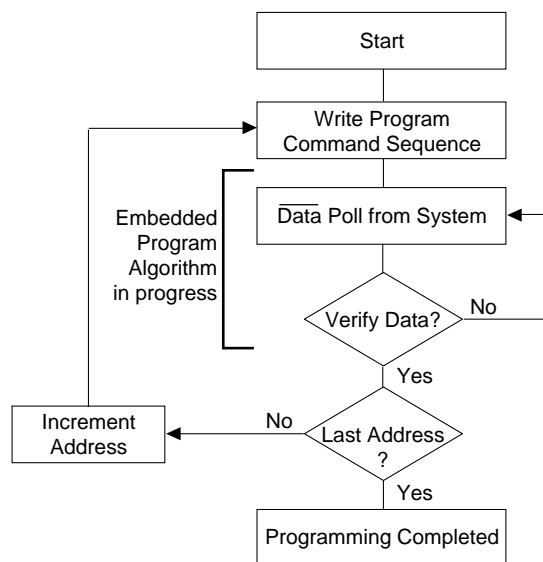 Start
Write Program
Command Sequence
Data Poll from System
Embedded
Program
Algorithm
in progress
Verify Data?
No
Yes
Increment
Address
No
Last Address
?
Yes
Programming Completed